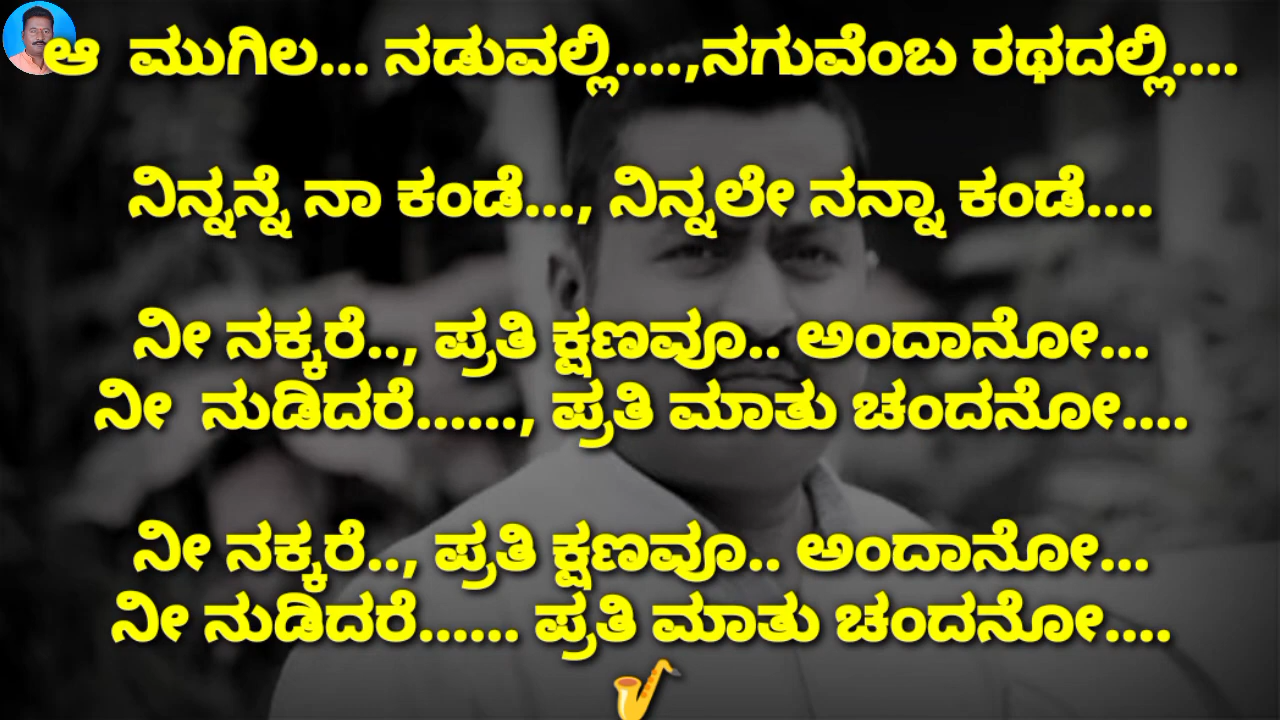 ಆ ಮುಗಿಲ... ನಡುವಲ್ಲಿ....,ನಗುವೆಂಬ ರಥದಲ್ಲಿ....
ನಿನ್ನನ್ನೆ ನಾ ಕಂಡೆ..., ನಿನ್ನಲೇ ನನ್ನಾ ಕಂಡೆ....
ನೀ ನಕ್ಕರೆ.., ಪ್ರತಿ ಕ್ಷಣವೂ.. ಅಂದಾನೋ...
ನೀ ನುಡಿದರೆ......, ಪ್ರತಿ ಮಾತು ಚಂದನೋ....
ನೀ ನಕ್ಕರೆ.., ಪ್ರತಿ ಕ್ಷಣವೂ.. ಅಂದಾನೋ...
ನೀ ನುಡಿದರೆ...... ಪ್ರತಿ ಮಾತು ಚಂದನೋ....